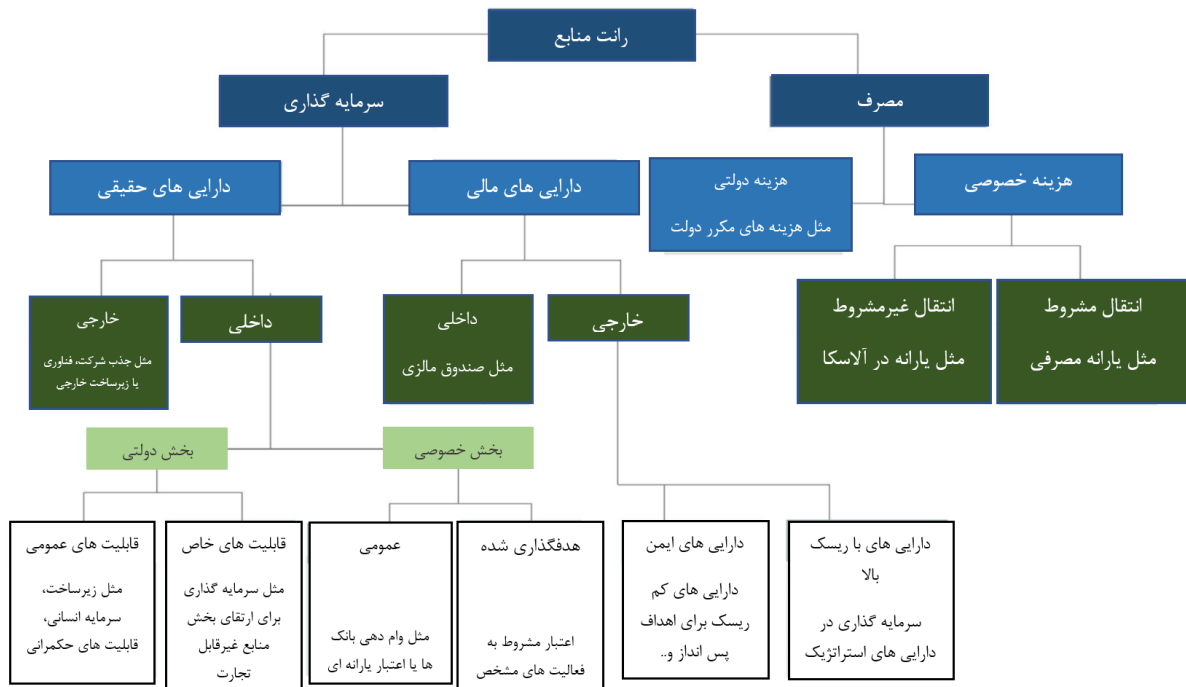 رانت منابع
مصرف
سرمایه گذاری
هزینه خصوصی
هزینه دولتی
مثل هزینه های مکرر دولت
دارایی های مالی
دارایی های حقیقی
انتقال مشروط
مثل یارانه مصرفی
انتقال غیرمشروط
مثل یارانه در آلاسکا
خارجی
داخلی
مثل صندوق مالزی
داخلی
خارجی
مثل جذب شرکت، فناوری
یا زیرساخت خارجی
بخش خصوصی
بخش دولتی
دارایی های با ریسک
بالا
سرمایه گذاری در
دارایی های استراتژیک
دارایی های ایمن
دارایی های کم
ریسک برای اهداف
پس انداز و..
هدفگذاری شده
اعتبار مشروط به
فعالیت های مشخص
عمومی
مثل وام دهی بانک
ها یا اعتبار یارانه ای
قابلیت های خاص
مثل سرمایه گذاری
برای ارتقای بخش
منابع غیرقابل
تجارت
قابلیت های عمومی
مثل زیرساخت،
سرمایه انسانی،
قابلیت های حکمرانی